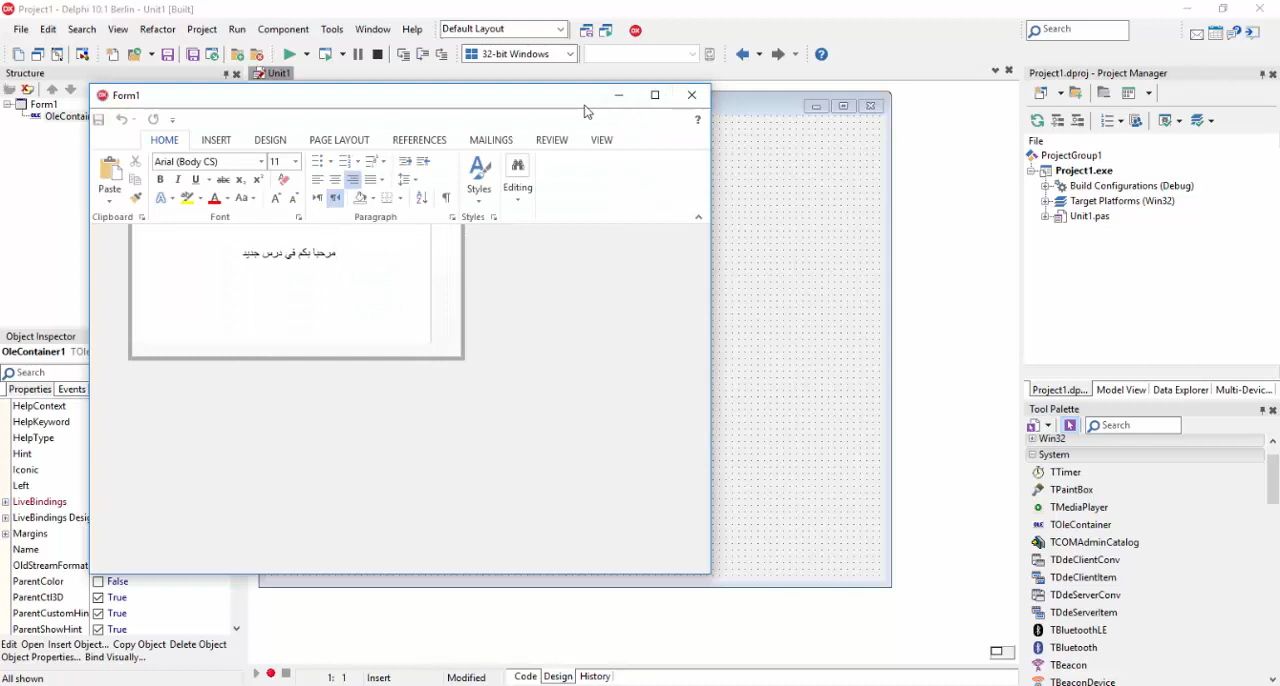 Project1 - Delphi 10.1 Berlin - Unit1 [Built]
File Edit Search View Refactor Project Run Component Tools Window Help
Default Layout
Search
32-bit Windows
Structure
Unit1
Form1
OleContain
Form1
HOME INSERT DESIGN PAGE LAYOUT REFERENCES MAILINGS REVIEW VIEW
Paste
Arial (Body CS) 11
Styles
Editing
Clipboard Font Paragraph Styles
مرحبا بكم في درس جديد
Object Inspector
OleContainer1 TOle
Search
Properties Events
HelpContext
HelpKeyword
HelpType
Hint
Iconic
Left
LiveBindings
LiveBindings Desig
Margins
Name
OldStreamFormat
ParentColor False
ParentCtl3D True
ParentCustomHin True
ParentShowHint True
Edit Open Insert Object... Copy Object Delete Object
Object Properties... Bind Visually...
All shown
1: 1 Insert Modified Code Design History
Project1.dproj - Project Manager
File
ProjectGroup1
Project1.exe
Build Configurations (Debug)
Target Platforms (Win32)
Unit1.pas
Project1.dp... Model View Data Explorer Multi-Devic...
Tool Palette
Search
Win32
System
TTimer
TPaintBox
TMediaPlayer
TOleContainer
TCOMAdminCatalog
TDdeClientConv
TDdeClientItem
TDdeServerConv
TDdeServerItem
TBluetoothLE
TBluetooth
TBeacon
TBeaconDevice